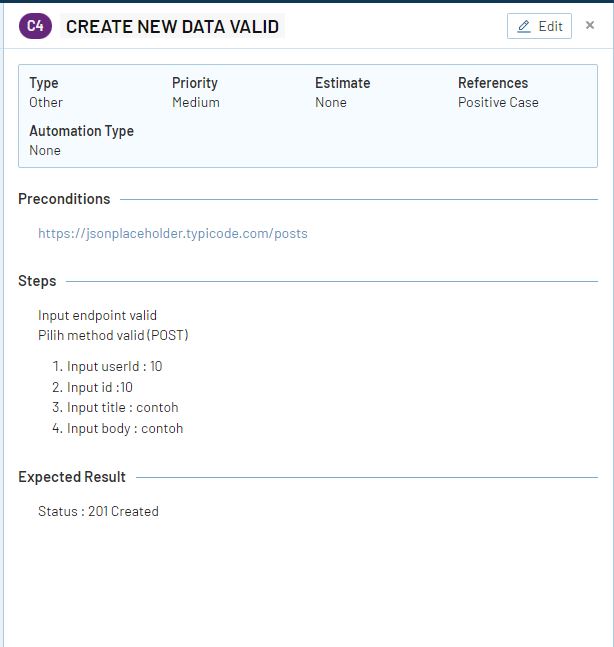 C4 CREATE NEW DATA VALID Edit ×
Type Priority Estimate References
Other Medium None Positive Case
Automation Type
None
Preconditions
https://jsonplaceholder.typicode.com/posts
Steps
Input endpoint valid
Pilih method valid (POST)
1. Input userId : 10
2. Input id :10
3. Input title : contoh
4. Input body : contoh
Expected Result
Status : 201 Created